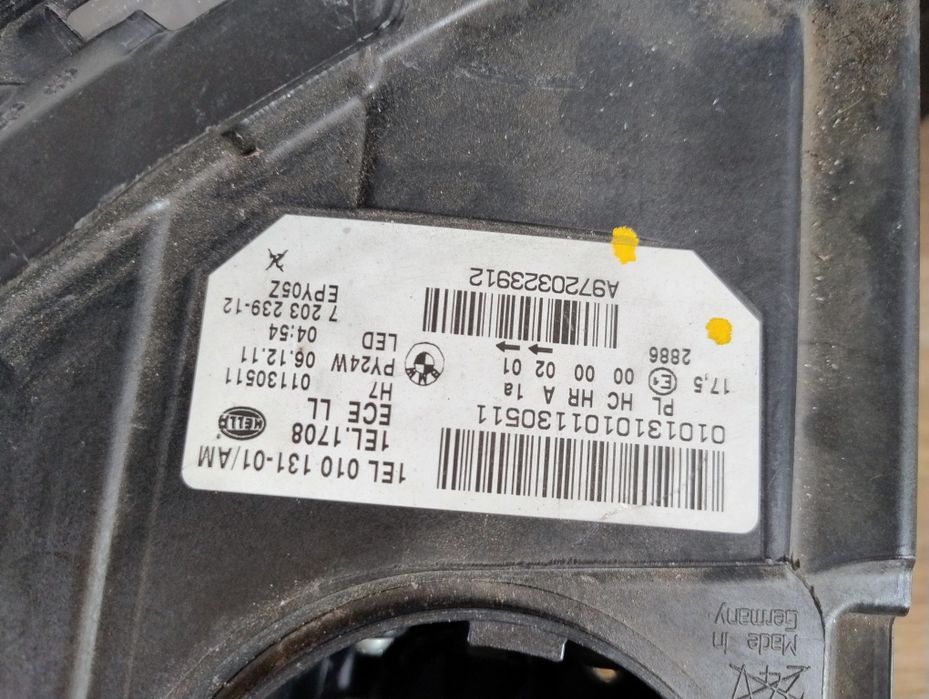 Made in
Germany
1EL 010 131-01/AM
1EL.1708
HELLA
ECE LL
0101310101130511
H7 01130511
PL HC HR A 1a
PY24W 06.12.11
17,5 E1 00 00 02 01
LED 04:54
2886
7 203 239-12
EPY05Z
A9720323912